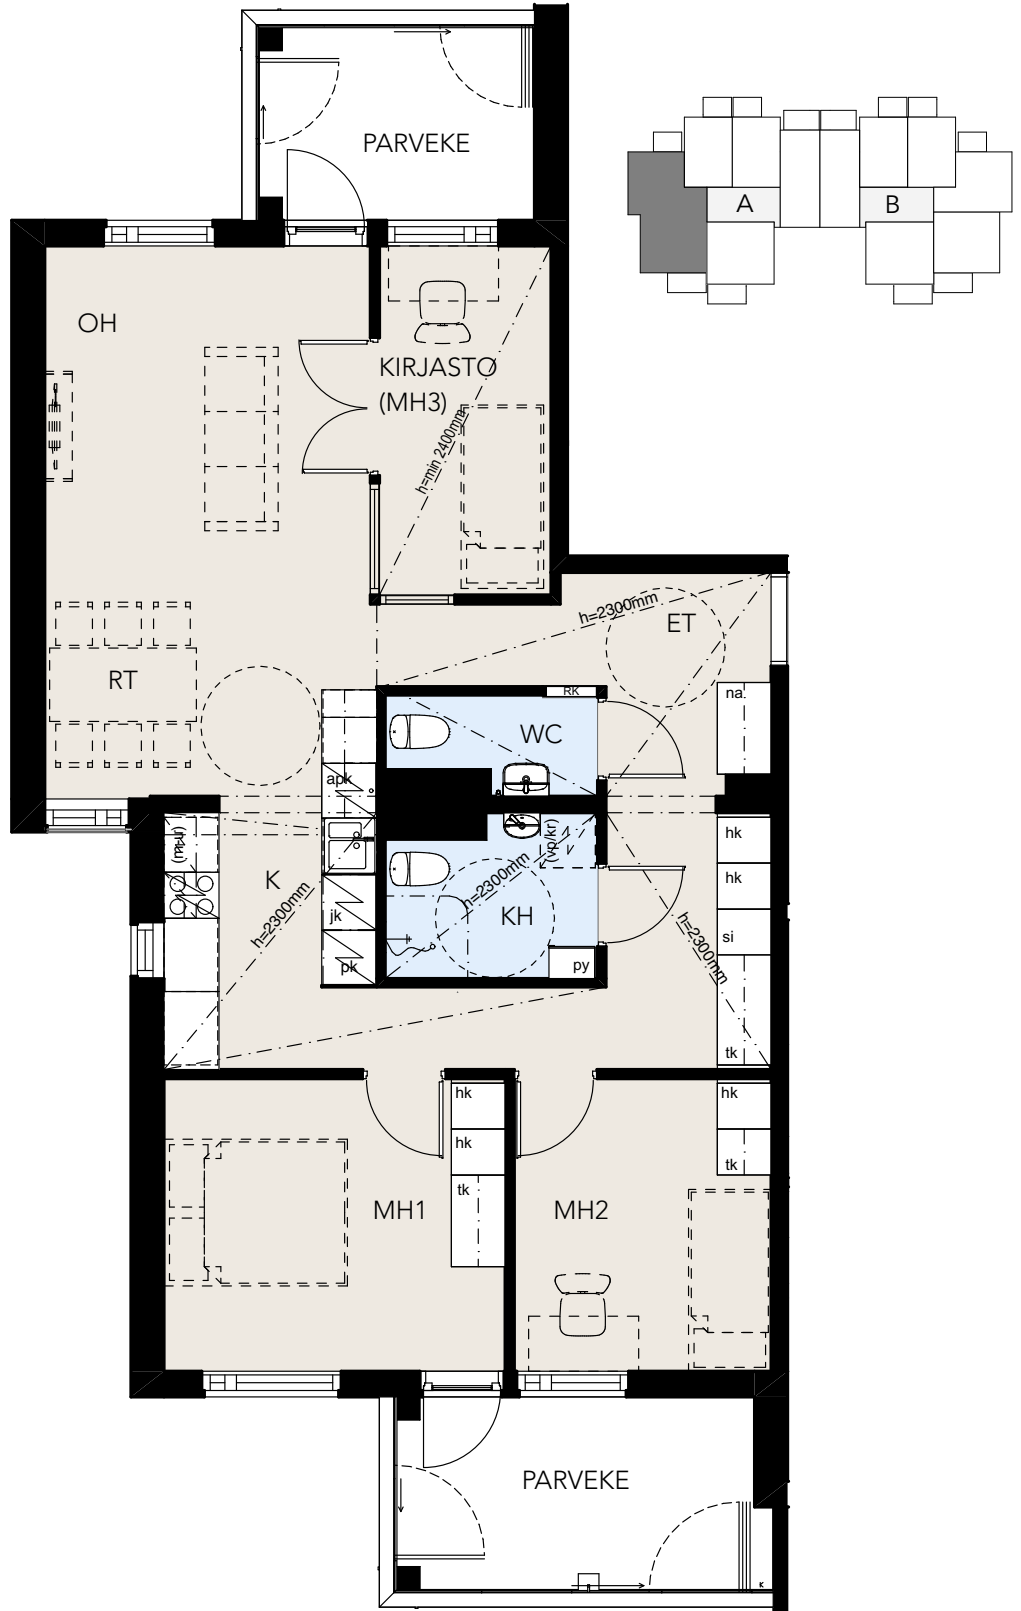 PARVEKE
A
B
OH
KIRJASTO
(MH3)
h=min 2400mm
h=2300mm
ET
RT
na
RK
WC
apk
(m-u)
K
h=2300mm
jk
pk
(vp/kr)
h=2300mm
KH
py
hk
hk
si
h=2300mm
tk
hk
hk
tk
MH1
hk
tk
MH2
PARVEKE
K